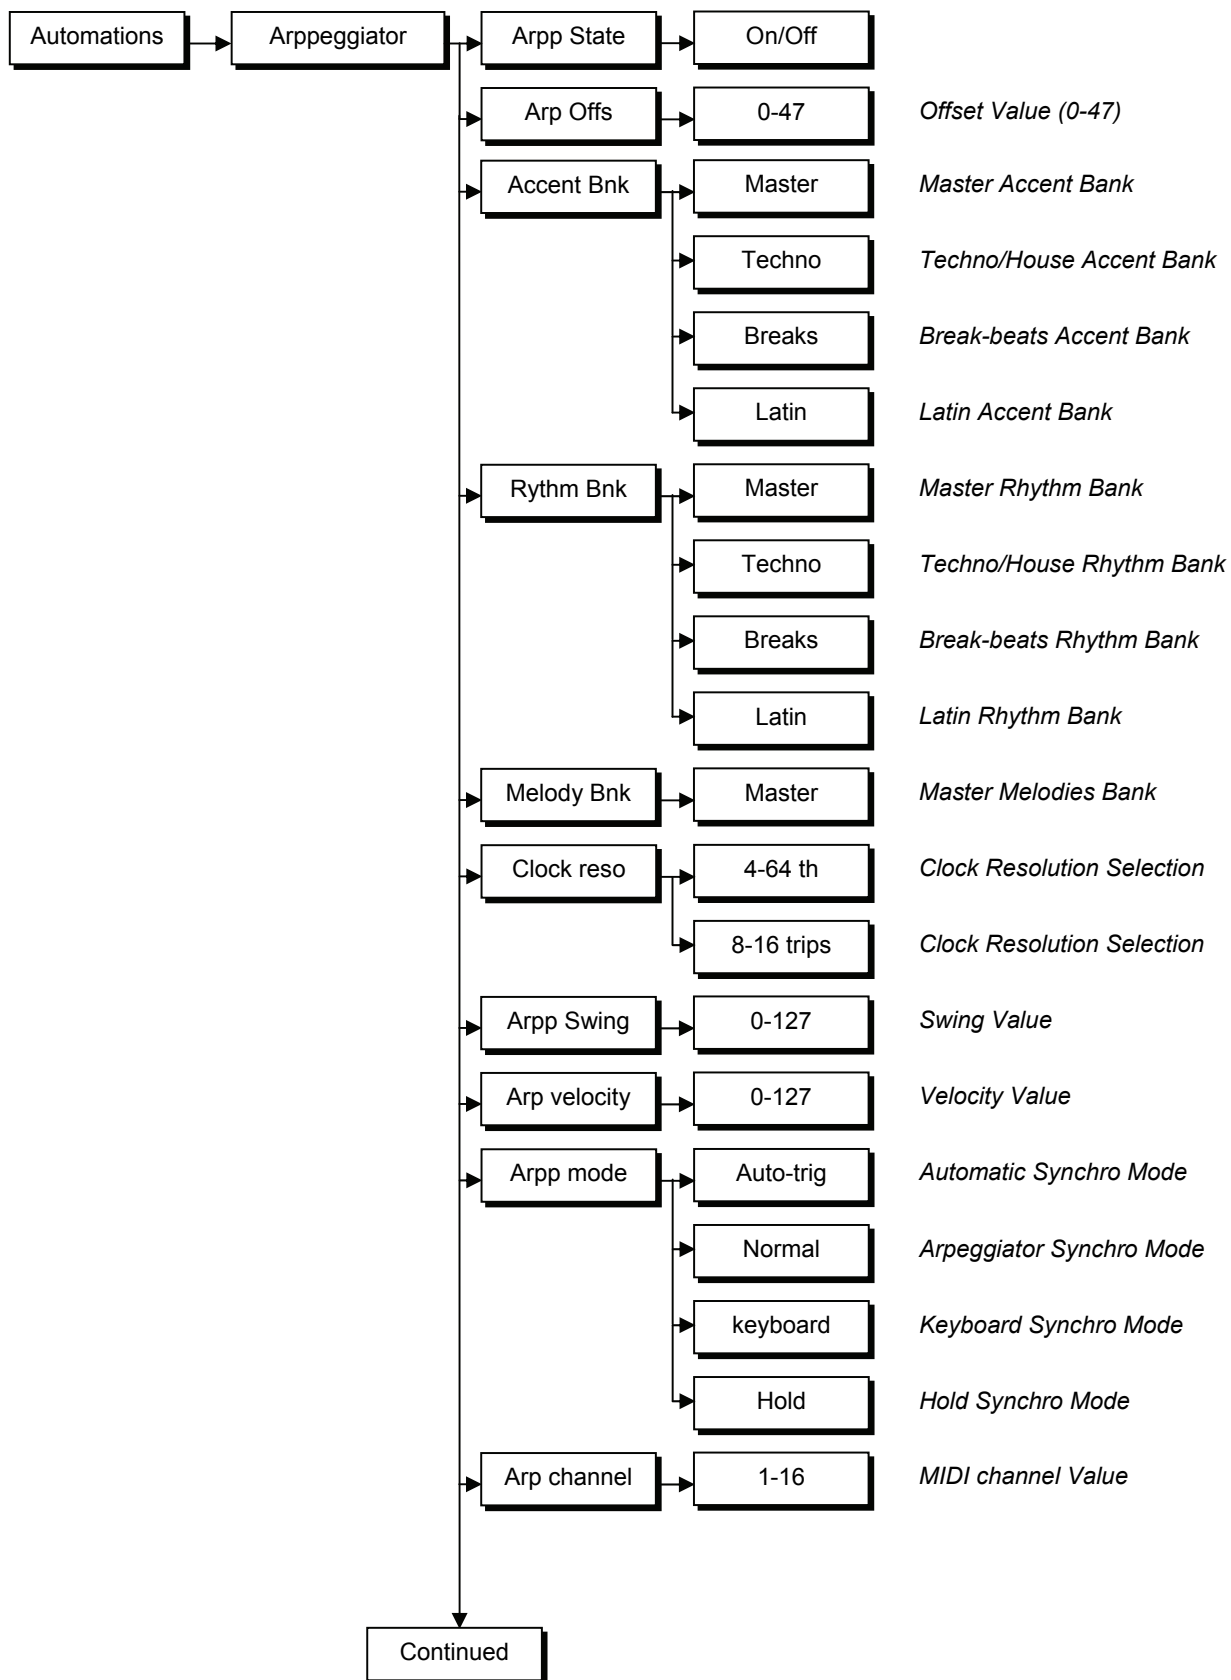 Automations
Arppeggiator
Arpp State
On/Off
Arp Offs
0-47
Offset Value (0-47)
Accent Bnk
Master
Master Accent Bank
Techno
Techno/House Accent Bank
Breaks
Break-beats Accent Bank
Latin
Latin Accent Bank
Rythm Bnk
Master
Master Rhythm Bank
Techno
Techno/House Rhythm Bank
Breaks
Break-beats Rhythm Bank
Latin
Latin Rhythm Bank
Melody Bnk
Master
Master Melodies Bank
Clock reso
4-64 th
Clock Resolution Selection
8-16 trips
Clock Resolution Selection
Arpp Swing
0-127
Swing Value
Arp velocity
0-127
Velocity Value
Arpp mode
Auto-trig
Automatic Synchro Mode
Normal
Arpeggiator Synchro Mode
keyboard
Keyboard Synchro Mode
Hold
Hold Synchro Mode
Arp channel
1-16
MIDI channel Value
Continued